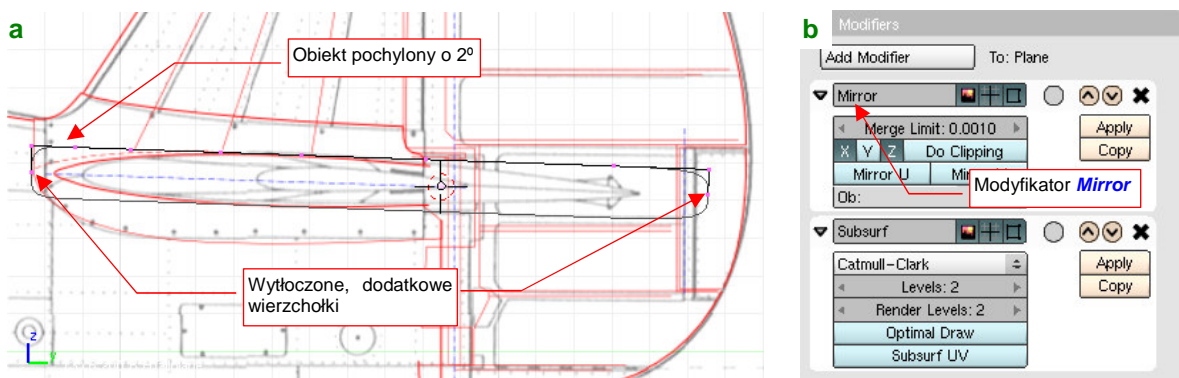 a
Obiekt pochylony o 2º
Wytłoczone, dodatkowe
wierzchołki
z
y
b
Modifiers
Add Modifier
To: Plane
Mirror
Merge Limit: 0.0010
Apply
X Y Z Do Clipping
Copy
Mirror U
Modyfikator Mirror
Ob:
Subsurf
Catmull-Clark
Apply
Levels: 2
Copy
Render Levels: 2
Optimal Draw
Subsurf UV